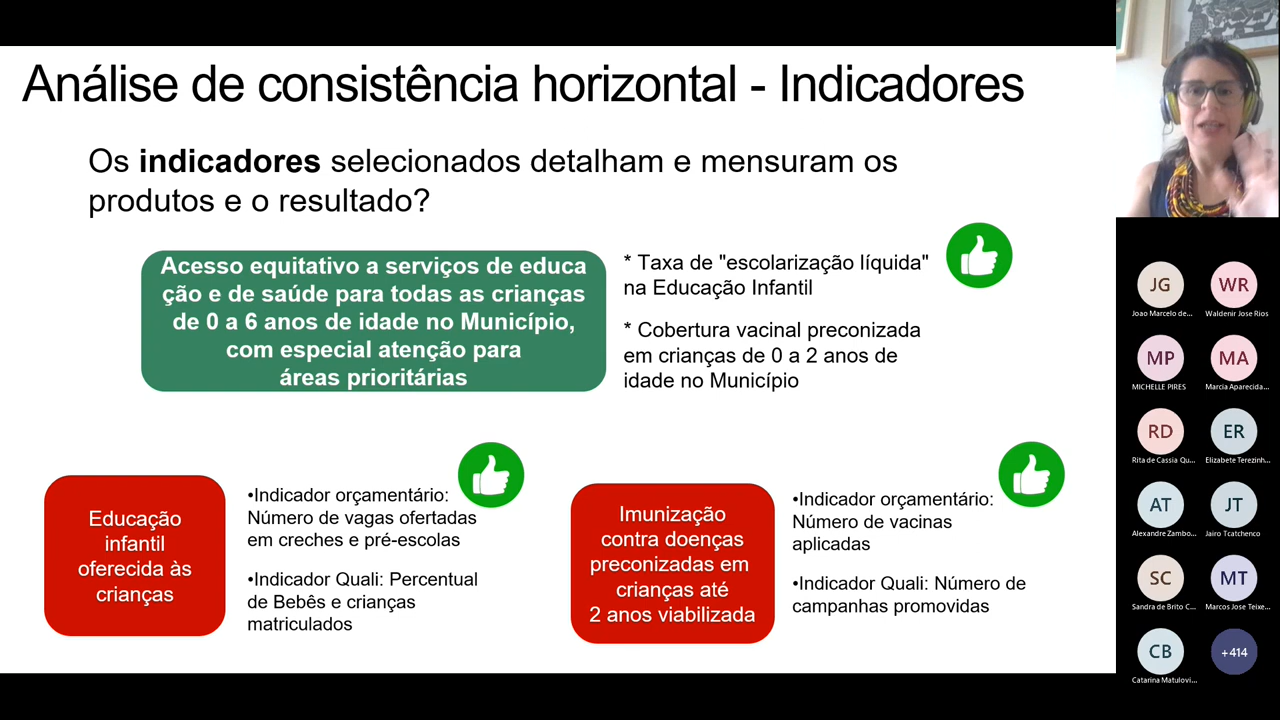 Análise de consistência horizontal - Indicadores
Os indicadores selecionados detalham e mensuram os
produtos e o resultado?
Acesso equitativo a serviços de educa
ção e de saúde para todas as crianças
de 0 a 6 anos de idade no Município,
com especial atenção para
áreas prioritárias
* Taxa de "escolarização líquida"
na Educação Infantil
* Cobertura vacinal preconizada
em crianças de 0 a 2 anos de
idade no Município
Educação
infantil
oferecida às
crianças
•Indicador orçamentário:
Número de vagas ofertadas
em creches e pré-escolas
•Indicador Quali: Percentual
de Bebês e crianças
matriculados
Imunização
contra doenças
preconizadas em
crianças até
2 anos viabilizada
•Indicador orçamentário:
Número de vacinas
aplicadas
•Indicador Quali: Número de
campanhas promovidas
JG
Joao Marcelo de...
WR
Waldenir Jose Rios
MP
MICHELLE PIRES
MA
Marcia Aparecida...
RD
Rita de Cassia Qu...
ER
Elizabete Terezinh...
AT
Alexandre Zambo...
JT
Jairo Tcatchenco
SC
Sandra de Brito C...
MT
Marcos Jose Teixe...
CB
Catarina Matulovi...
+414